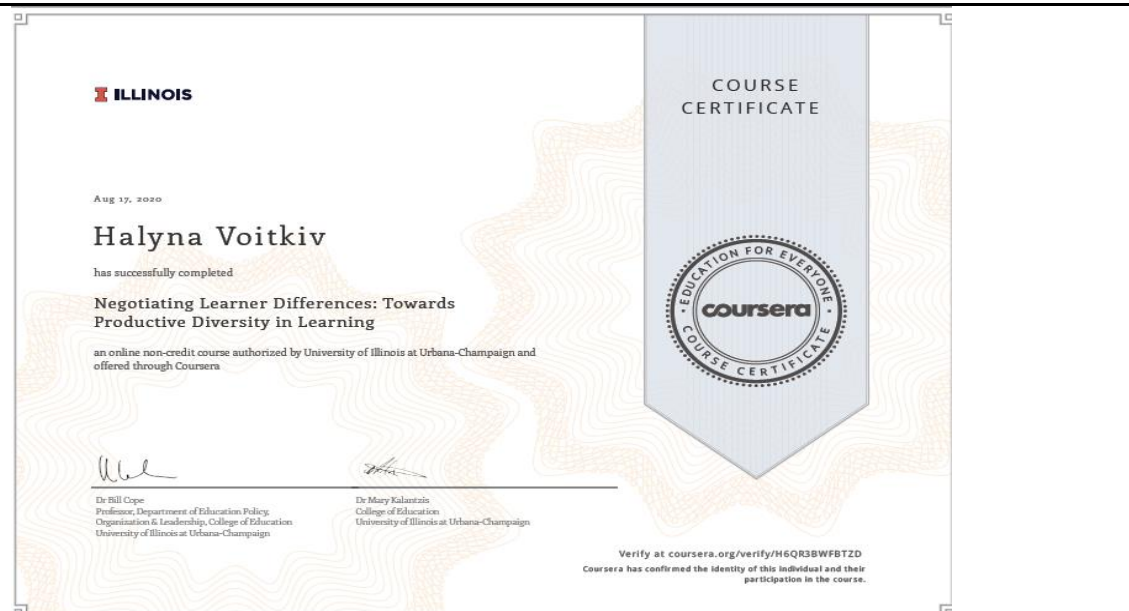 ILLINOIS
COURSE
CERTIFICATE
Aug 17, 2020
Halyna Voitkiv
has successfully completed
Negotiating Learner Differences: Towards
Productive Diversity in Learning
an online non-credit course authorized by University of Illinois at Urbana-Champaign and
offered through Coursera
EDUCATION FOR EVERYONE
coursera
COURSE CERTIFICATE
Dr Bill Cope
Professor, Department of Education Policy,
Organization & Leadership, College of Education
University of Illinois at Urbana-Champaign
Dr Mary Kalantzis
College of Education
University of Illinois at Urbana-Champaign
Verify at coursera.org/verify/H6QR3BWFBTZD
Coursera has confirmed the identity of this individual and their
participation in the course.